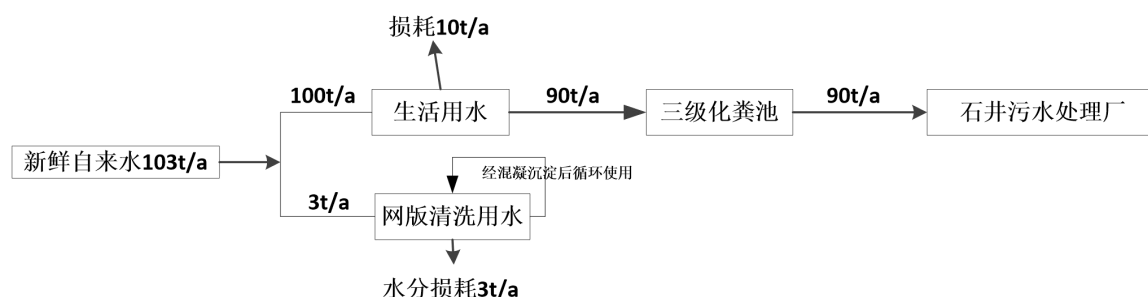 损耗10t/a
100t/a
生活用水
90t/a
三级化粪池
90t/a
石井污水处理厂
新鲜自来水103t/a
经混凝沉淀后循环使用
3t/a
网版清洗用水
水分损耗3t/a